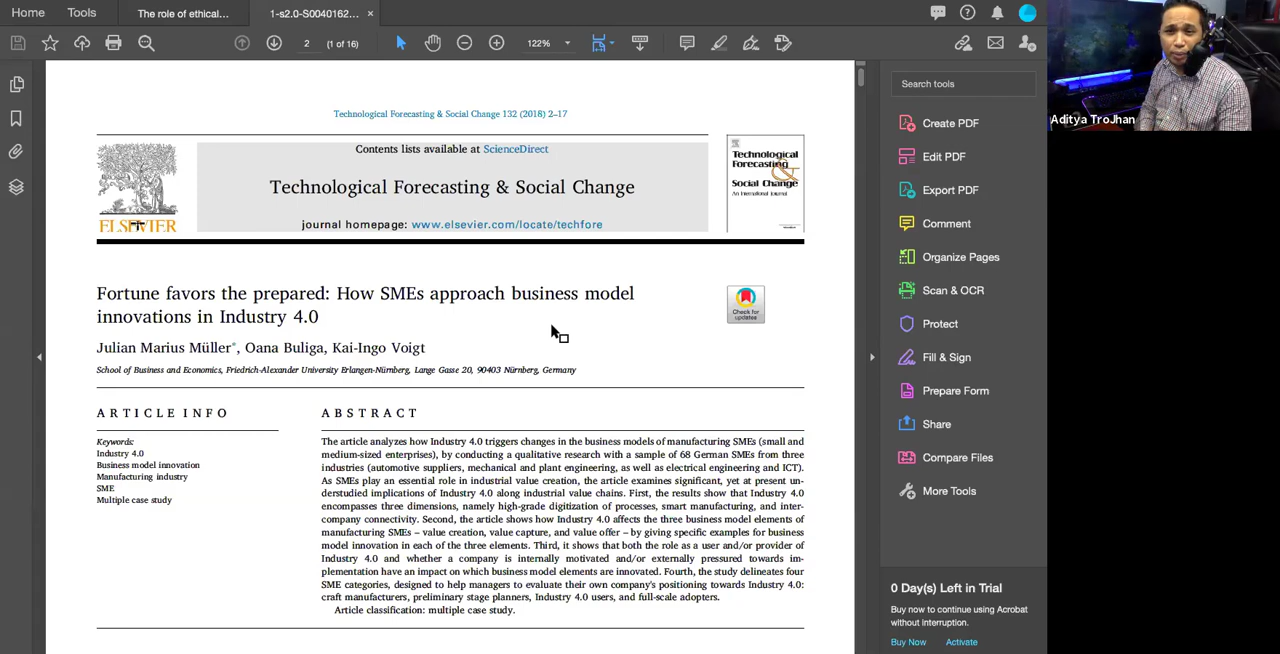 Home
Tools
The role of ethical...
1-s2.0-S0040162...
×
2
(1 of 16)
122%
Search tools
Create PDF
Edit PDF
Export PDF
Comment
Organize Pages
Scan & OCR
Protect
Fill & Sign
Prepare Form
Share
Compare Files
More Tools
0 Day(s) Left in Trial
Buy now to continue using Acrobat
without interruption.
Buy Now
Activate
Aditya TroJhan
Technological Forecasting & Social Change 132 (2018) 2–17
Contents lists available at ScienceDirect
Technological Forecasting & Social Change
journal homepage: www.elsevier.com/locate/techfore
ELSEVIER
Technological
Forecasting
&
Social Change
An International Journal
Fortune favors the prepared: How SMEs approach business model
innovations in Industry 4.0
Check for
updates
Julian Marius Müller*, Oana Buliga, Kai-Ingo Voigt
School of Business and Economics, Friedrich-Alexander University Erlangen-Nürnberg, Lange Gasse 20, 90403 Nürnberg, Germany
ARTICLE INFO
Keywords:
Industry 4.0
Business model innovation
Manufacturing industry
SME
Multiple case study
ABSTRACT
The article analyzes how Industry 4.0 triggers changes in the business models of manufacturing SMEs (small and
medium-sized enterprises), by conducting a qualitative research with a sample of 68 German SMEs from three
industries (automotive suppliers, mechanical and plant engineering, as well as electrical engineering and ICT).
As SMEs play an essential role in industrial value creation, the article examines significant, yet at present un-
derstudied implications of Industry 4.0 along industrial value chains. First, the results show that Industry 4.0
encompasses three dimensions, namely high-grade digitization of processes, smart manufacturing, and inter-
company connectivity. Second, the article shows how Industry 4.0 affects the three business model elements of
manufacturing SMEs – value creation, value capture, and value offer – by giving specific examples for business
model innovation in each of the three elements. Third, it shows that both the role as a user and/or provider of
Industry 4.0 and whether a company is internally motivated and/or externally pressured towards im-
plementation have an impact on which business model elements are innovated. Fourth, the study delineates four
SME categories, designed to help managers to evaluate their own company's positioning towards Industry 4.0:
craft manufacturers, preliminary stage planners, Industry 4.0 users, and full-scale adopters.
Article classification: multiple case study.